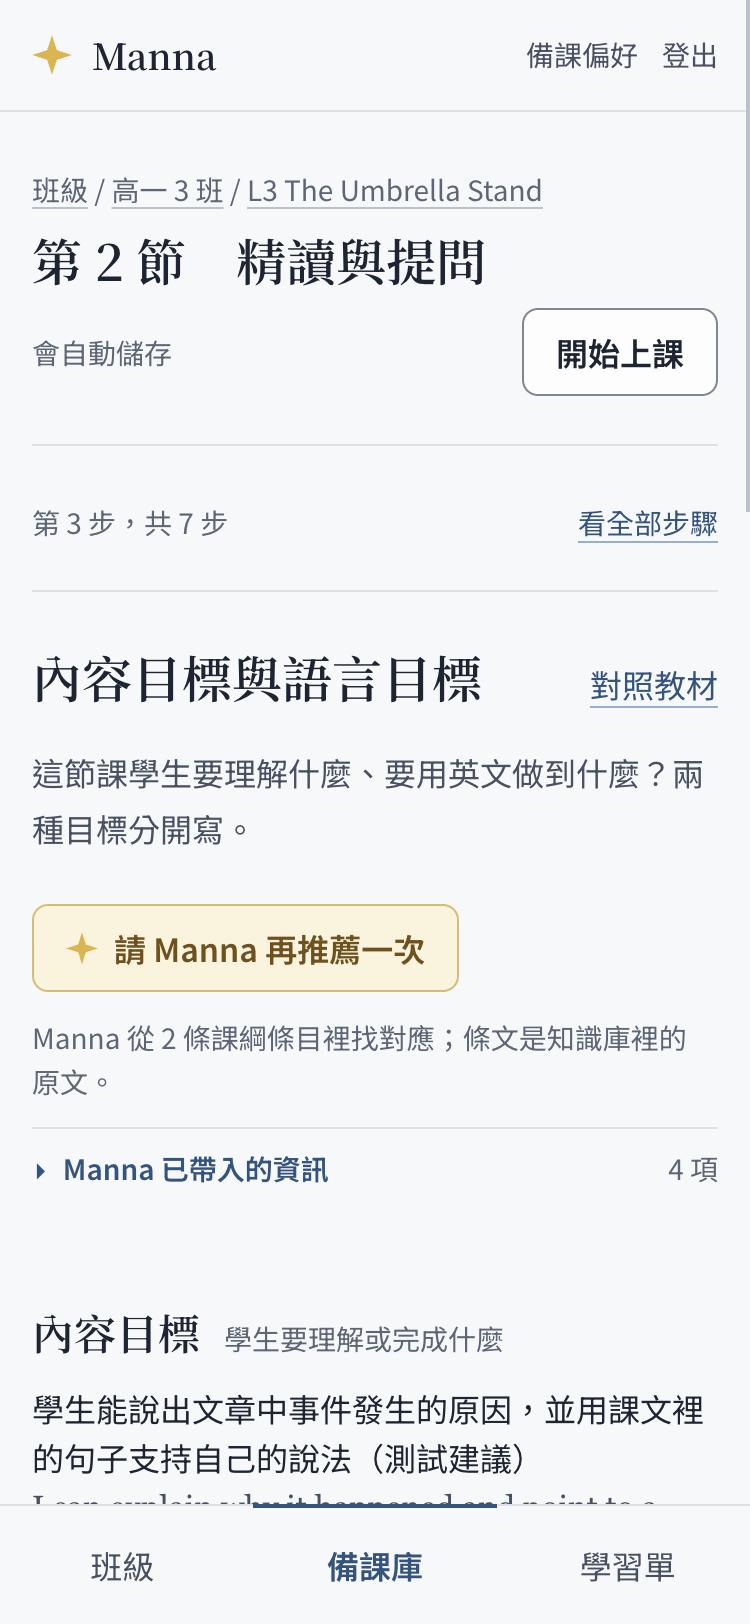 Manna
備課偏好 登出
班級 / 高一 3 班 / L3 The Umbrella Stand
第 2 節　精讀與提問
會自動儲存
開始上課
第 3 步，共 7 步
看全部步驟
內容目標與語言目標
對照教材
這節課學生要理解什麼、要用英文做到什麼？兩
種目標分開寫。
請 Manna 再推薦一次
Manna 從 2 條課綱條目裡找對應；條文是知識庫裡的
原文。
Manna 已帶入的資訊
4 項
內容目標 學生要理解或完成什麼
學生能說出文章中事件發生的原因，並用課文裡
的句子支持自己的說法（測試建議）
I can explain why it happened and point to a
班級
備課庫
學習單